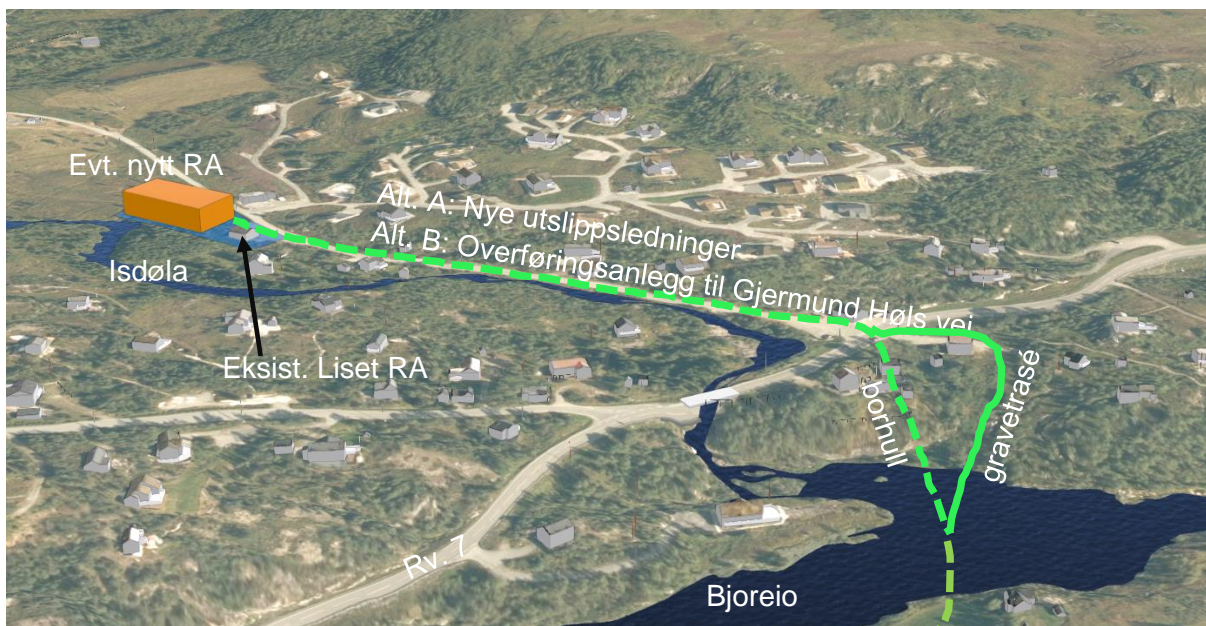 Evt. nytt RA
Alt. A: Nye utslippsledninger
Alt. B: Overføringsanlegg til Gjermund Høls vei
Isdøla
Eksist. Liset RA
borhull
gravetrasé
Rv. 7
Bjoreio